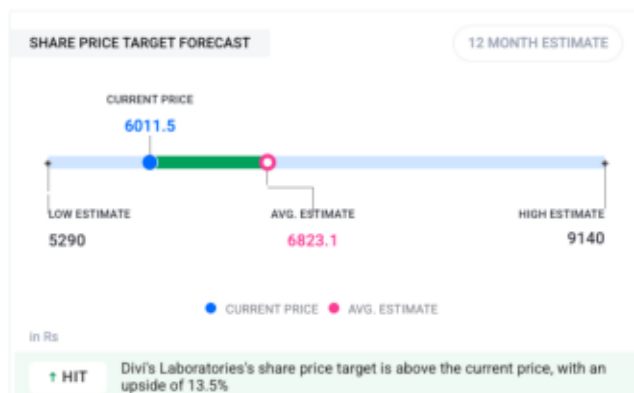 SHARE PRICE TARGET FORECAST
12 MONTH ESTIMATE
CURRENT PRICE
6011.5
LOW ESTIMATE
AVG. ESTIMATE
HIGH ESTIMATE
5290
6823.1
9140
CURRENT PRICE
AVG. ESTIMATE
in Rs
↑ HIT
Divi's Laboratories's share price target is above the current price, with an
upside of 13.5%